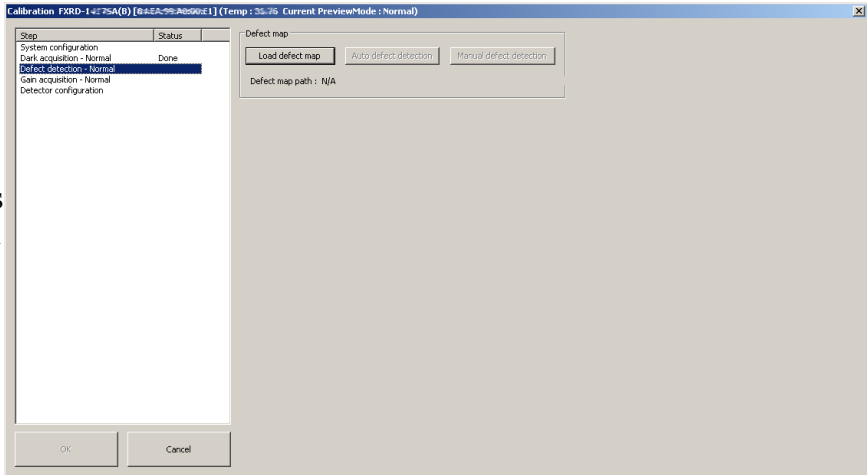 Calibration FXRD-1 A(B) (Temp : Current PreviewMode : Normal)
Step Status
System configuration
Dark acquisition - Normal Done
Defect detection - Normal
Gain acquisition - Normal
Detector configuration
Defect map
Load defect map Auto defect detection Manual defect detection
Defect map path : N/A
OK Cancel